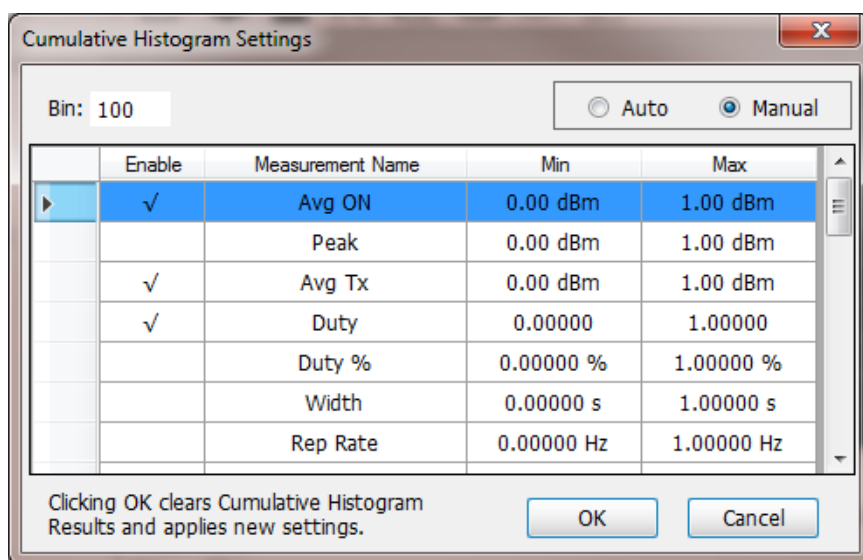 Cumulative Histogram Settings
Bin: 100 Auto Manual
Enable Measurement Name Min Max
√ Avg ON 0.00 dBm 1.00 dBm
Peak 0.00 dBm 1.00 dBm
√ Avg Tx 0.00 dBm 1.00 dBm
√ Duty 0.00000 1.00000
Duty % 0.00000 % 1.00000 %
Width 0.00000 s 1.00000 s
Rep Rate 0.00000 Hz 1.00000 Hz
Clicking OK clears Cumulative Histogram
Results and applies new settings.
OK Cancel